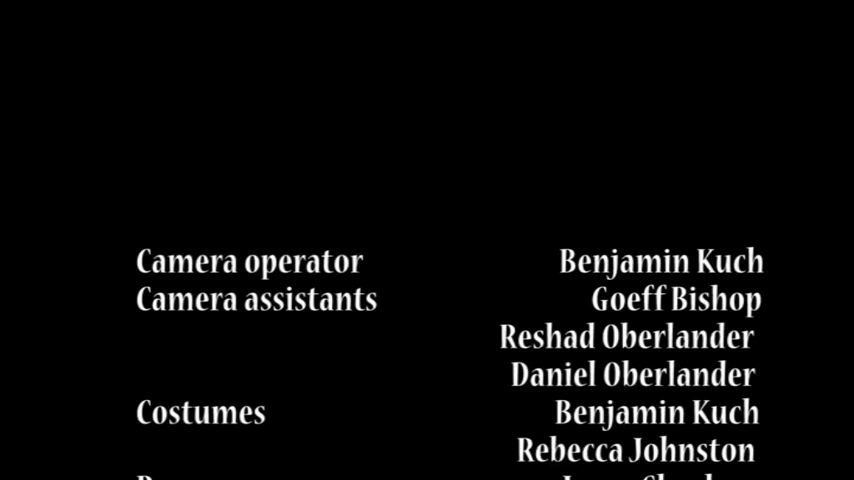 Camera operator Benjamin Kuch
Camera assistants Goeff Bishop
Reshad Oberlander
Daniel Oberlander
Costumes Benjamin Kuch
Rebecca Johnston